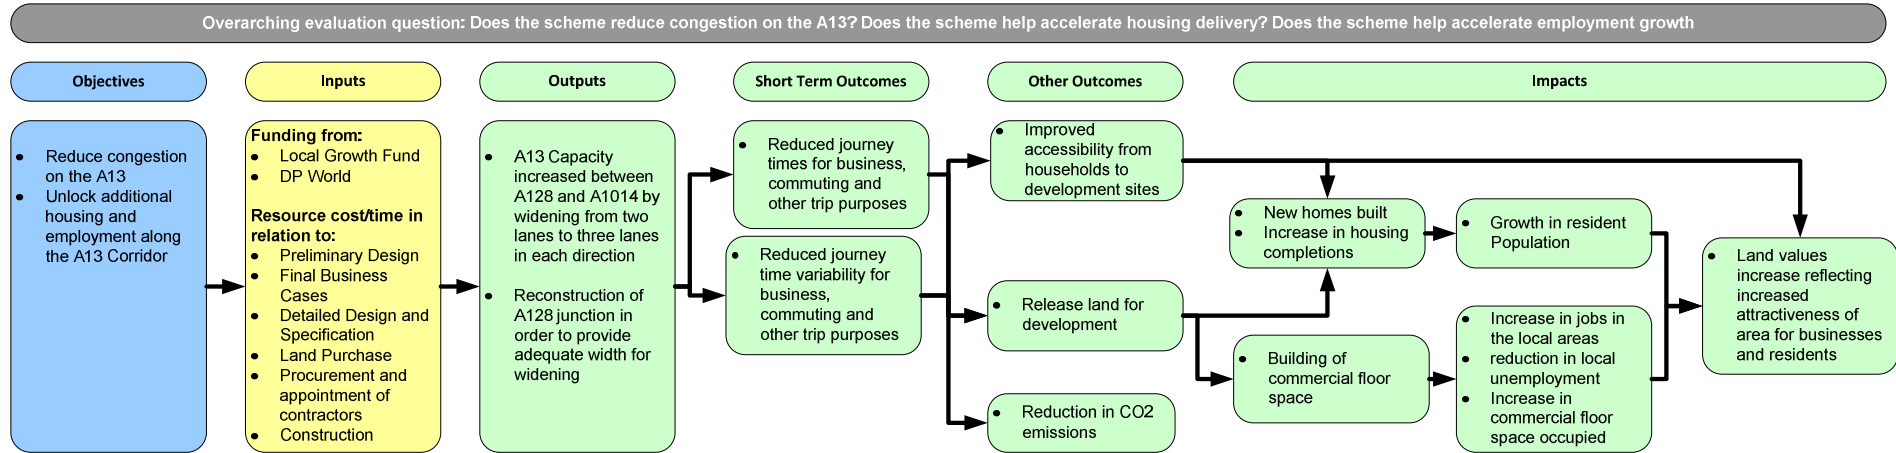 Overarching evaluation question: Does the scheme reduce congestion on the A13? Does the scheme help accelerate housing delivery? Does the scheme help accelerate employment growth
Objectives
Inputs
Outputs
Short Term Outcomes
Other Outcomes
Impacts
• Reduce congestion
on the A13
• Unlock additional
housing and
employment along
the A13 Corridor
Funding from:
• Local Growth Fund
• DP World
Resource cost/time in
relation to:
• Preliminary Design
• Final Business
Cases
• Detailed Design and
Specification
• Land Purchase
• Procurement and
appointment of
contractors
• Construction
• A13 Capacity
increased between
A128 and A1014 by
widening from two
lanes to three lanes
in each direction
• Reconstruction of
A128 junction in
order to provide
adequate width for
widening
• Reduced journey
times for business,
commuting and
other trip purposes
• Reduced journey
time variability for
business,
commuting and
other trip purposes
• Improved
accessibility from
households to
development sites
• Release land for
development
• Reduction in CO2
emissions
• New homes built
• Increase in housing
completions
• Building of
commercial floor
space
• Growth in resident
Population
• Increase in jobs in
the local areas
• reduction in local
unemployment
• Increase in
commercial floor
space occupied
• Land values
increase reflecting
increased
attractiveness of
area for businesses
and residents